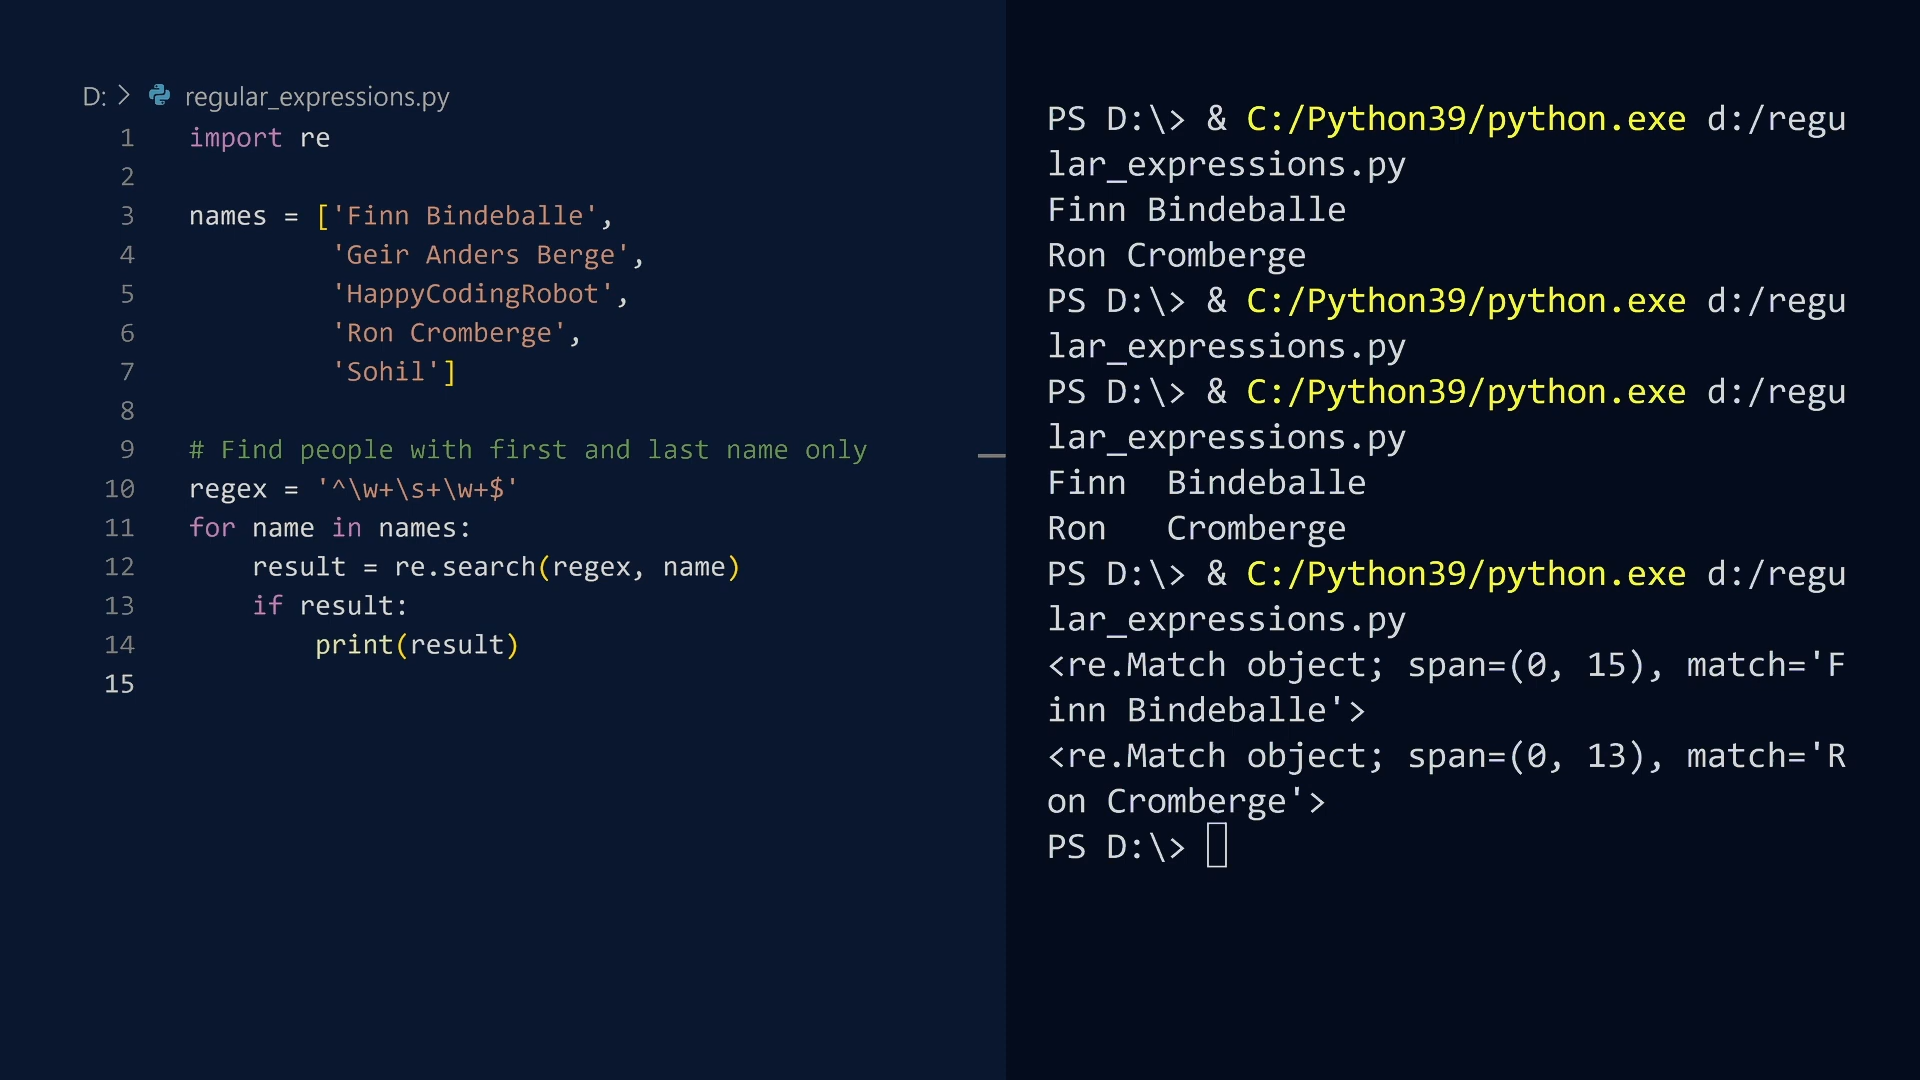 D: > regular_expressions.py
1 import re
2
3 names = ['Finn Bindeballe',
4 'Geir Anders Berge',
5 'HappyCodingRobot',
6 'Ron Cromberge',
7 'Sohil']
8
9 # Find people with first and last name only
10 regex = '^\w+\s+\w+$'
11 for name in names:
12 result = re.search(regex, name)
13 if result:
14 print(result)
15
PS D:\> & C:/Python39/python.exe d:/regu
lar_expressions.py
Finn Bindeballe
Ron Cromberge
PS D:\> & C:/Python39/python.exe d:/regu
lar_expressions.py
PS D:\> & C:/Python39/python.exe d:/regu
lar_expressions.py
Finn  Bindeballe
Ron   Cromberge
PS D:\> & C:/Python39/python.exe d:/regu
lar_expressions.py
<re.Match object; span=(0, 15), match='F
inn Bindeballe'>
<re.Match object; span=(0, 13), match='R
on Cromberge'>
PS D:\>